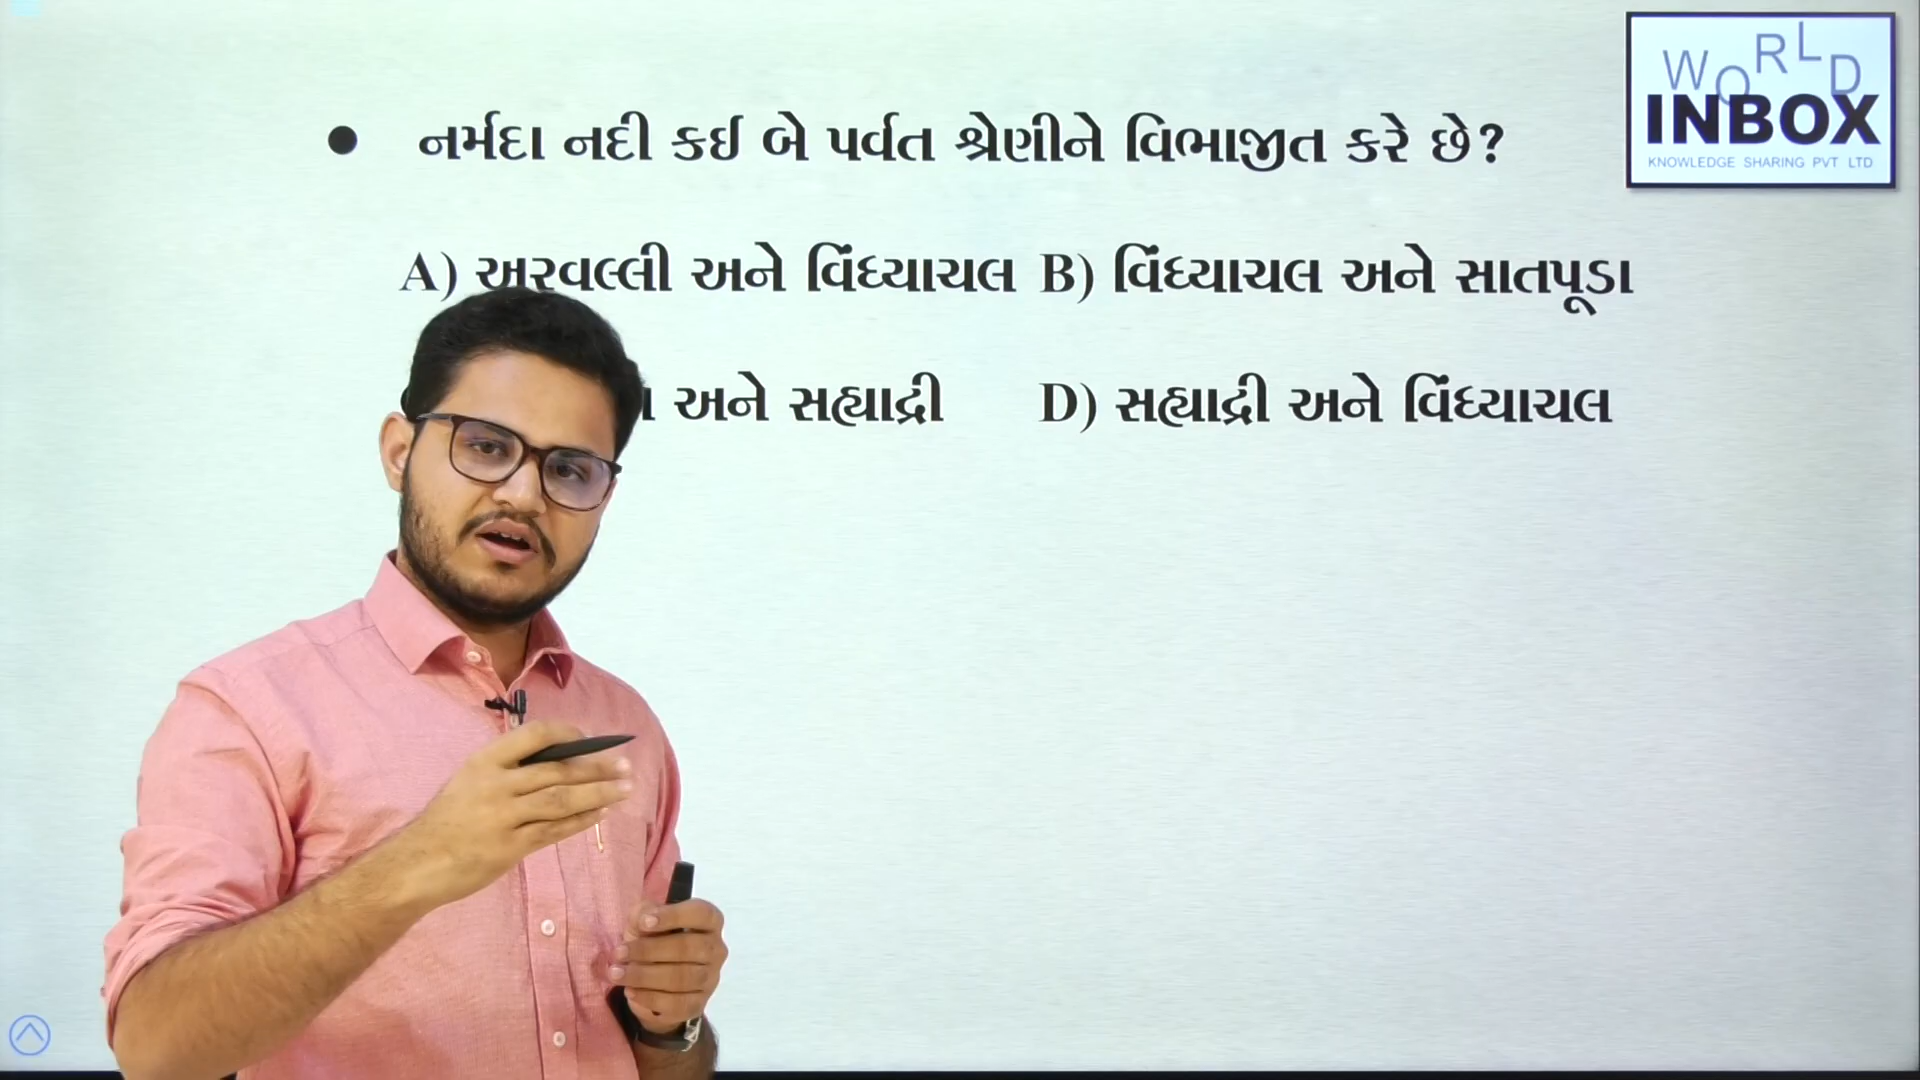 WORLD
INBOX
KNOWLEDGE SHARING PVT LTD
• નર્મદા નદી કઈ બે પર્વત શ્રેણીને વિભાજીત કરે છે?
A) અરવલ્લી અને વિંધ્યાચલ B) વિંધ્યાચલ અને સાતપૂડા
અને સહ્યાદ્રી D) સહ્યાદ્રી અને વિંધ્યાચલ